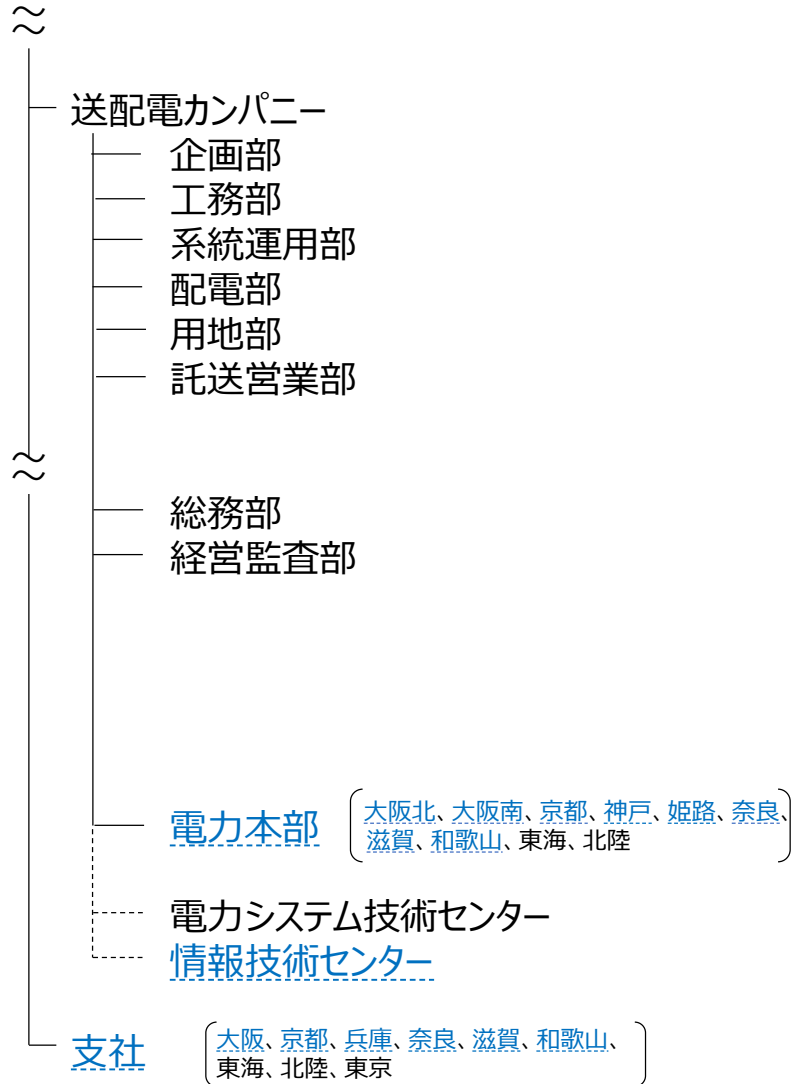 送配電カンパニー
企画部
工務部
系統運用部
配電部
用地部
託送営業部
総務部
経営監査部
電力本部 大阪北、大阪南、京都、神戸、姫路、奈良、
滋賀、和歌山、東海、北陸
電力システム技術センター
情報技術センター
支社 大阪、京都、兵庫、奈良、滋賀、和歌山、
東海、北陸、東京